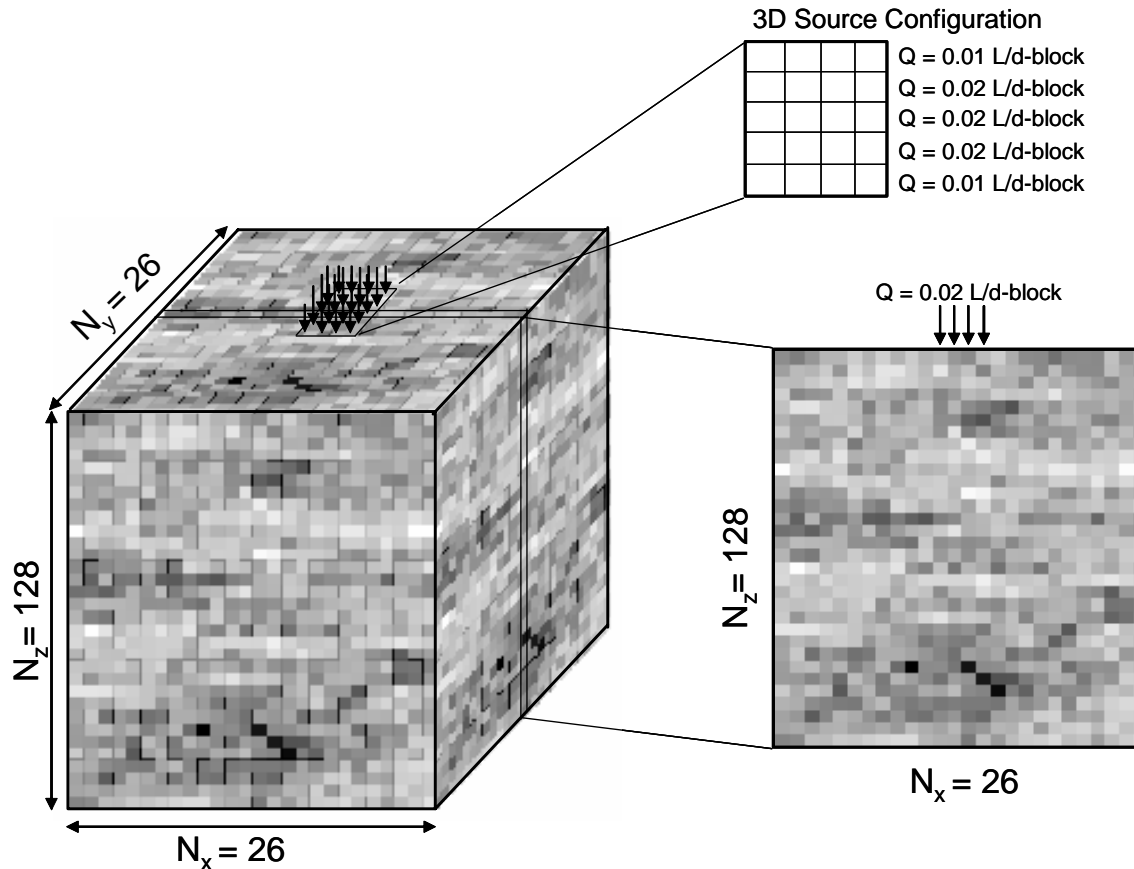 3D Source Configuration
Q = 0.01 L/d-block
Q = 0.02 L/d-block
Q = 0.02 L/d-block
Q = 0.02 L/d-block
Q = 0.01 L/d-block
Ny = 26
Q = 0.02 L/d-block
Nz = 128
Nz = 128
Nx = 26
Nx = 26